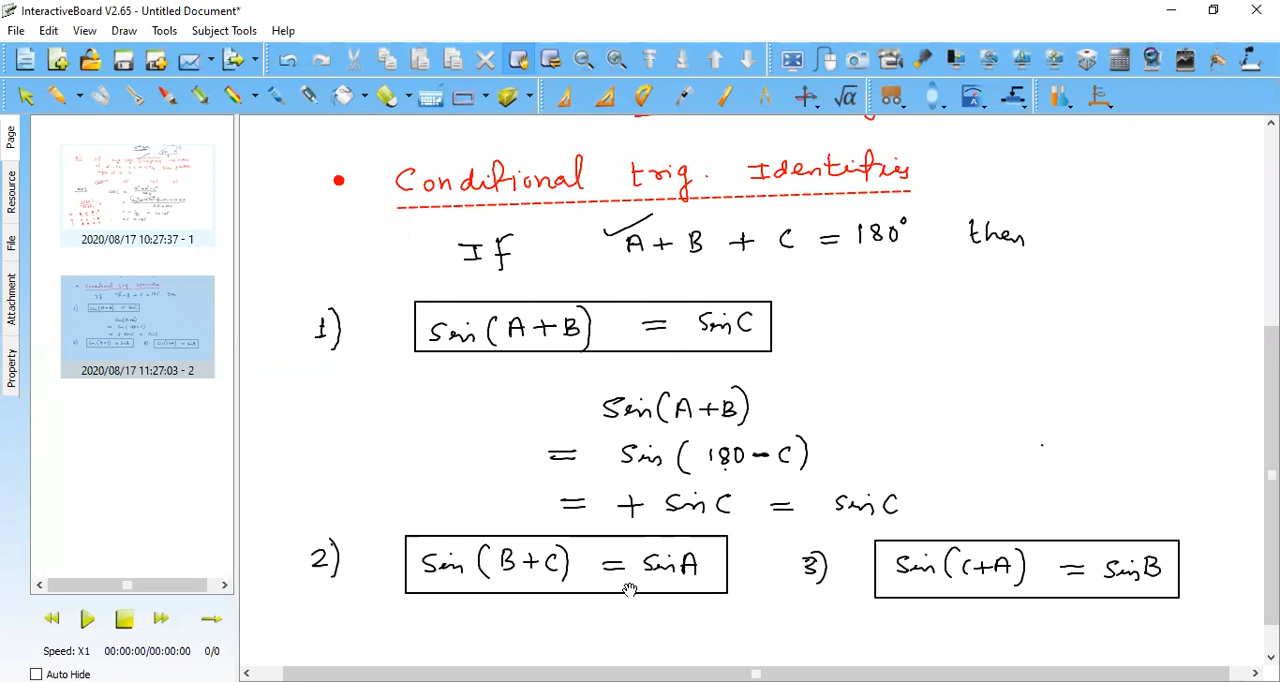 InteractiveBoard V2.65 - Untitled Document*
File Edit View Draw Tools Subject Tools Help
Page
Resource
File
Attachment
Property
2020/08/17 10:27:37 - 1
2020/08/17 11:27:03 - 2
Speed: X1 00:00:00/00:00:00 0/0
Auto Hide
• Conditional trig. Identities
If A + B + C = 180° then
1) Sin(A+B) = SinC
Sin(A+B)
= Sin(180-C)
= + SinC = SinC
2) Sin(B+C) = SinA 3) Sin(C+A) = SinB